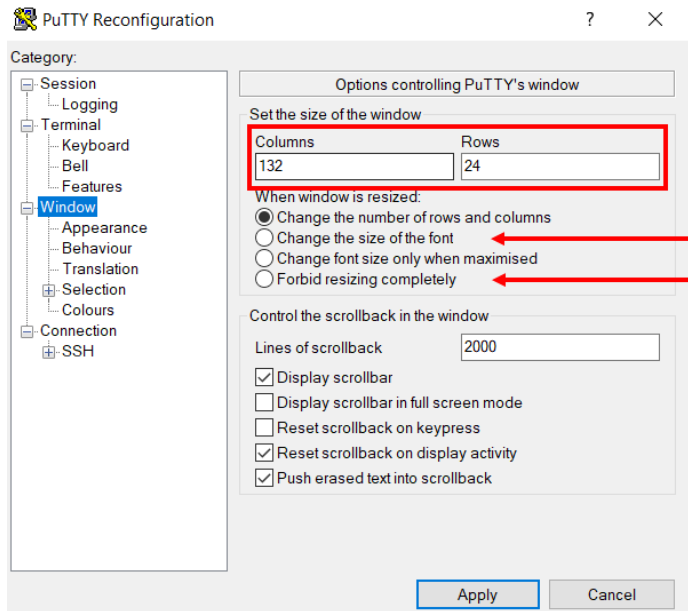 PuTTY Reconfiguration
?
Category:
Session
Logging
Terminal
Keyboard
Bell
Features
Window
Appearance
Behaviour
Translation
Selection
Colours
Connection
SSH
Options controlling PuTTY's window
Set the size of the window
Columns Rows
132 24
When window is resized:
Change the number of rows and columns
Change the size of the font
Change font size only when maximised
Forbid resizing completely
Control the scrollback in the window
Lines of scrollback 2000
Display scrollbar
Display scrollbar in full screen mode
Reset scrollback on keypress
Reset scrollback on display activity
Push erased text into scrollback
Apply Cancel